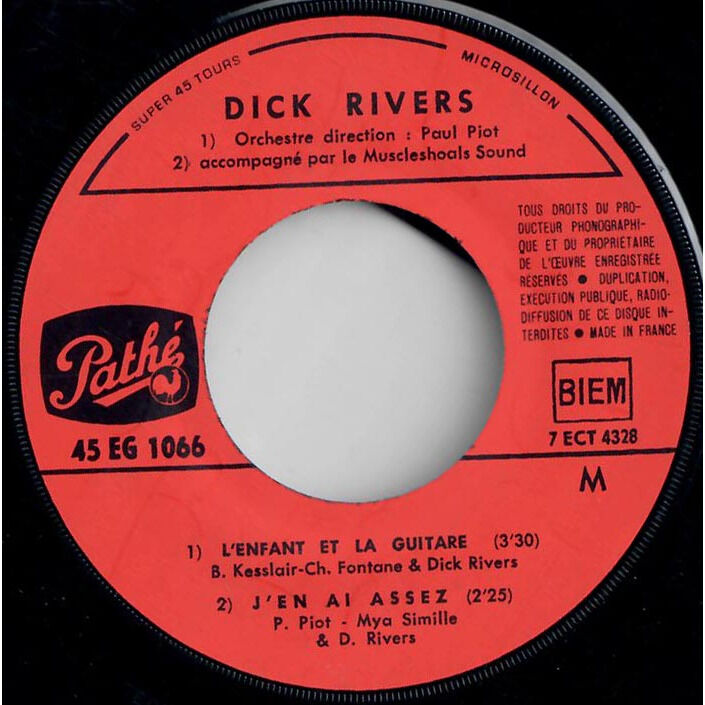 SUPER 45 TOURS
MICROSILLON
DICK RIVERS
1) Orchestre direction : Paul Piot
2) accompagné par le Muscleshoals Sound
TOUS DROITS DU PRO-
DUCTEUR PHONOGRAPHI-
QUE ET DU PROPRIÉTAIRE
DE L'ŒUVRE ENREGISTRÉE
RÉSERVÉS ● DUPLICATION,
EXECUTION PUBLIQUE, RADIO-
DIFFUSION DE CE DISQUE IN-
TERDITES ● MADE IN FRANCE
Pathé
45 EG 1066
BIEM
7 ECT 4328
M
1) L'ENFANT ET LA GUITARE (3'30)
B. Kesslair-Ch. Fontane & Dick Rivers
2) J'EN AI ASSEZ (2'25)
P. Piot - Mya Simille
& D. Rivers